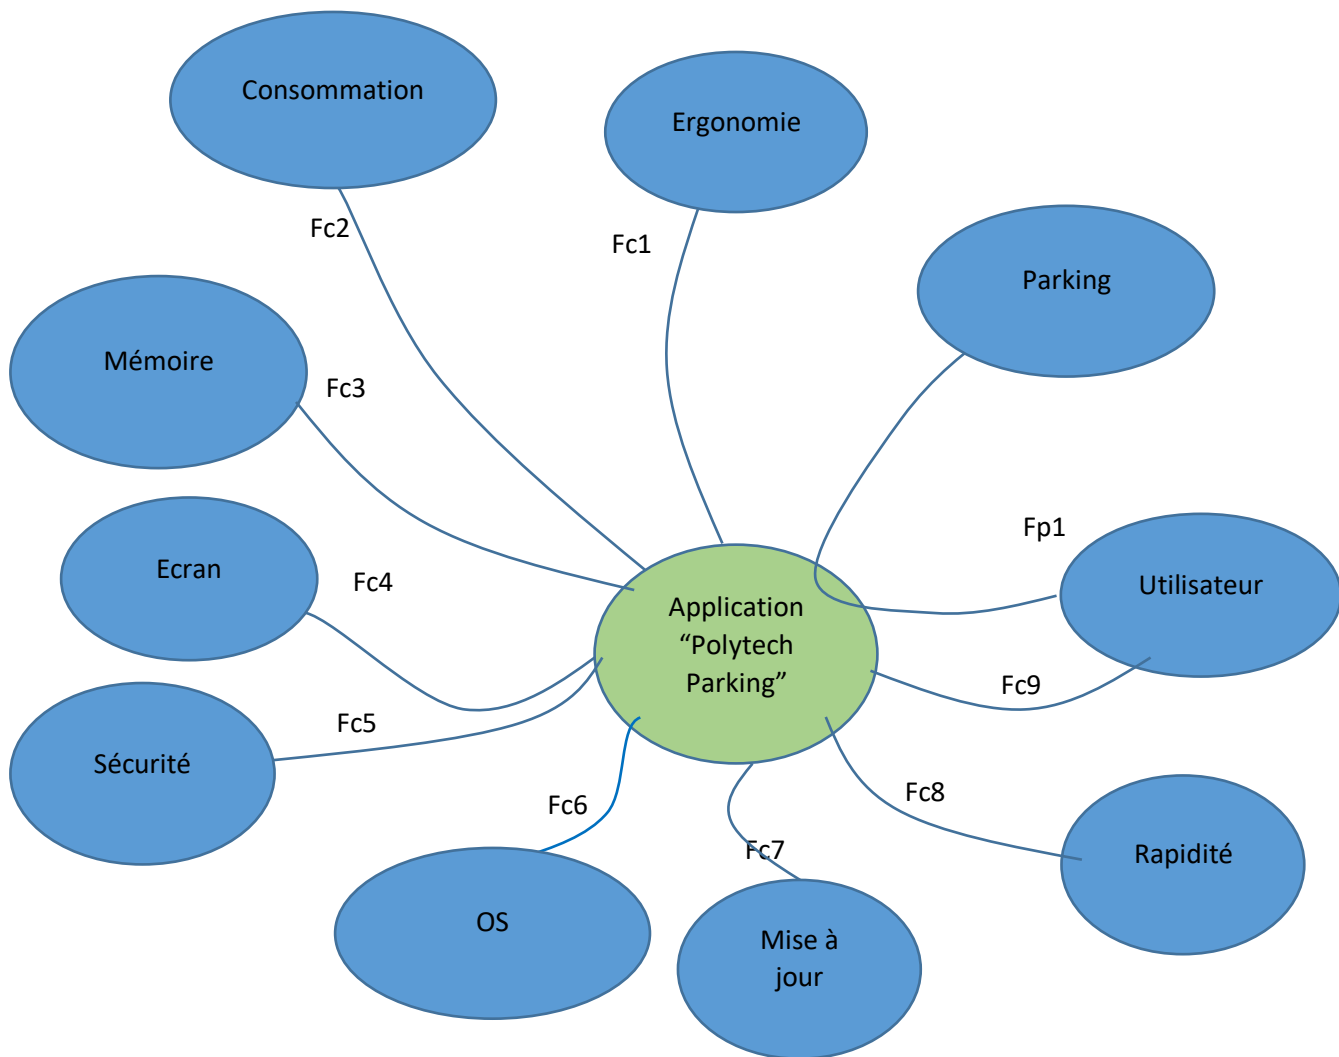 Consommation
Ergonomie
Fc2
Fc1
Parking
Mémoire
Fc3
Fp1
Ecran
Fc4
Utilisateur
Application
“Polytech
Parking”
Fc9
Fc5
Sécurité
Fc6
Fc8
Fc7
Rapidité
OS
Mise à
jour